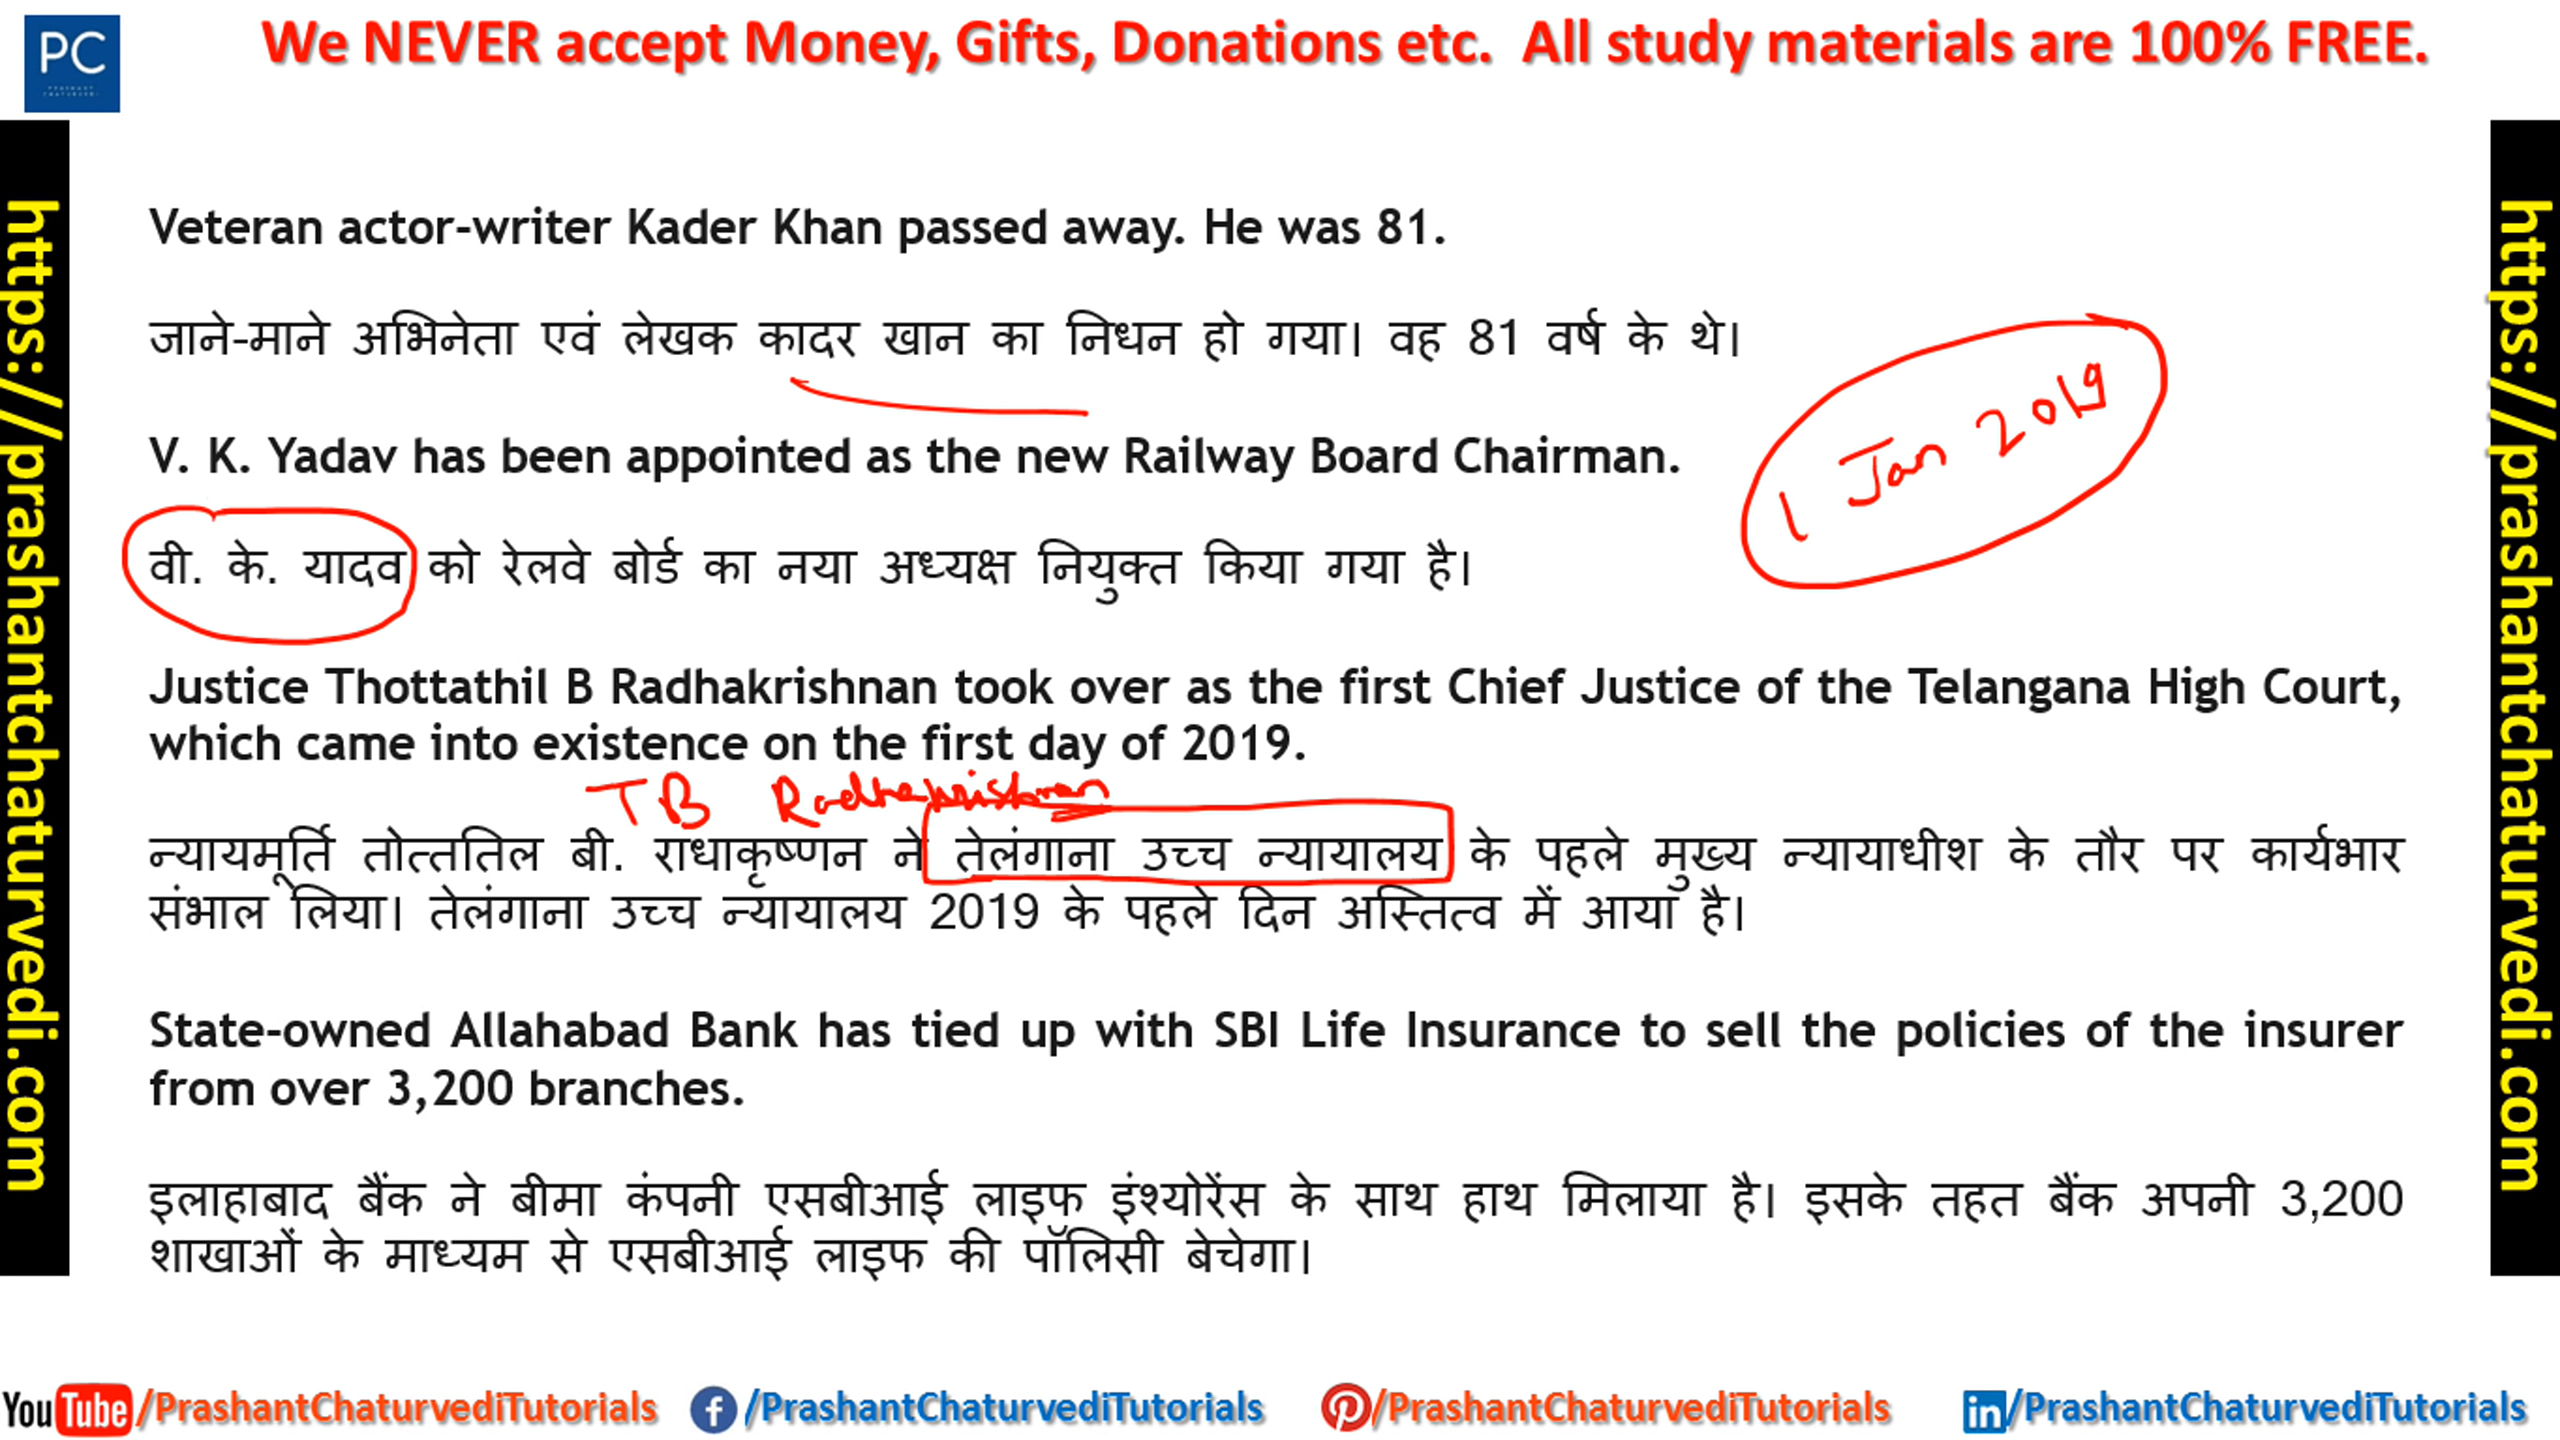 PC
PRASHANT
CHATURVEDI
We NEVER accept Money, Gifts, Donations etc. All study materials are 100% FREE.
https://prashantchaturvedi.com
https://prashantchaturvedi.com
Veteran actor-writer Kader Khan passed away. He was 81.
जाने-माने अभिनेता एवं लेखक कादर खान का निधन हो गया। वह 81 वर्ष के थे।
1 Jan 2019
V. K. Yadav has been appointed as the new Railway Board Chairman.
वी. के. यादव को रेलवे बोर्ड का नया अध्यक्ष नियुक्त किया गया है।
Justice Thottathil B Radhakrishnan took over as the first Chief Justice of the Telangana High Court,
which came into existence on the first day of 2019.
TB Radhakrishnan
न्यायमूर्ति तोत्ततिल बी. राधाकृष्णन ने तेलंगाना उच्च न्यायालय के पहले मुख्य न्यायाधीश के तौर पर कार्यभार
संभाल लिया। तेलंगाना उच्च न्यायालय 2019 के पहले दिन अस्तित्व में आया है।
State-owned Allahabad Bank has tied up with SBI Life Insurance to sell the policies of the insurer
from over 3,200 branches.
इलाहाबाद बैंक ने बीमा कंपनी एसबीआई लाइफ इंश्योरेंस के साथ हाथ मिलाया है। इसके तहत बैंक अपनी 3,200
शाखाओं के माध्यम से एसबीआई लाइफ की पॉलिसी बेचेगा।
YouTube/PrashantChaturvediTutorials f/PrashantChaturvediTutorials P/PrashantChaturvediTutorials in/PrashantChaturvediTutorials